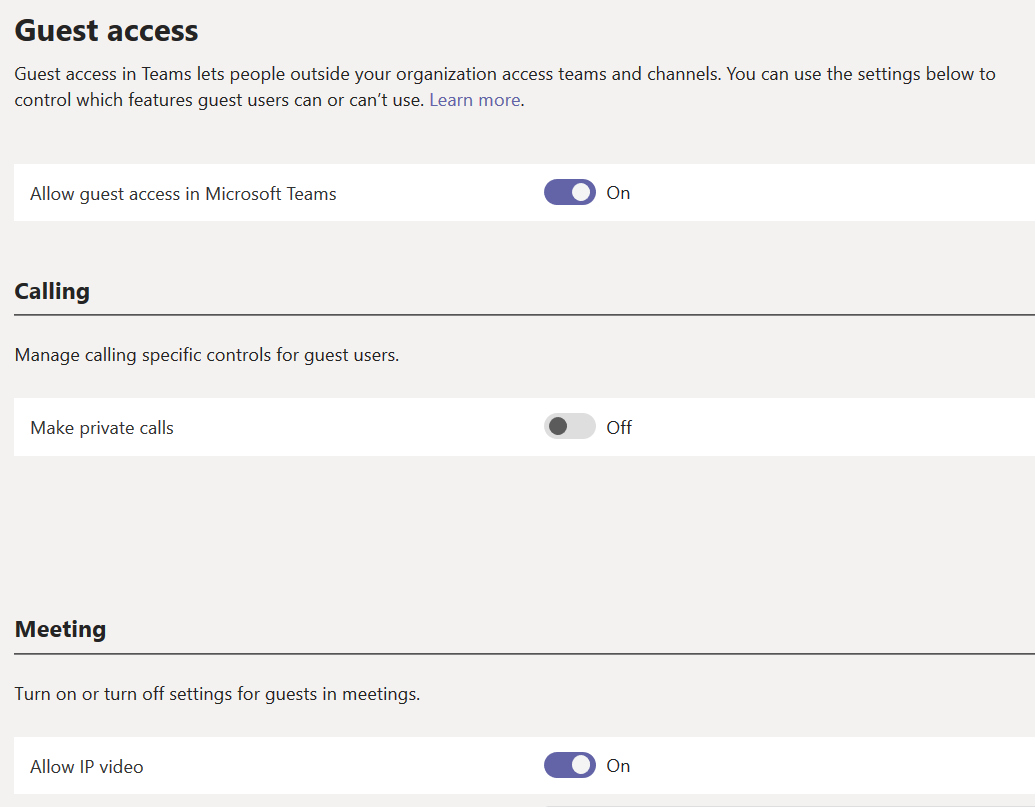 Guest access
Guest access in Teams lets people outside your organization access teams and channels. You can use the settings below to
control which features guest users can or can’t use. Learn more.
Allow guest access in Microsoft Teams On
Calling
Manage calling specific controls for guest users.
Make private calls Off
Meeting
Turn on or turn off settings for guests in meetings.
Allow IP video On